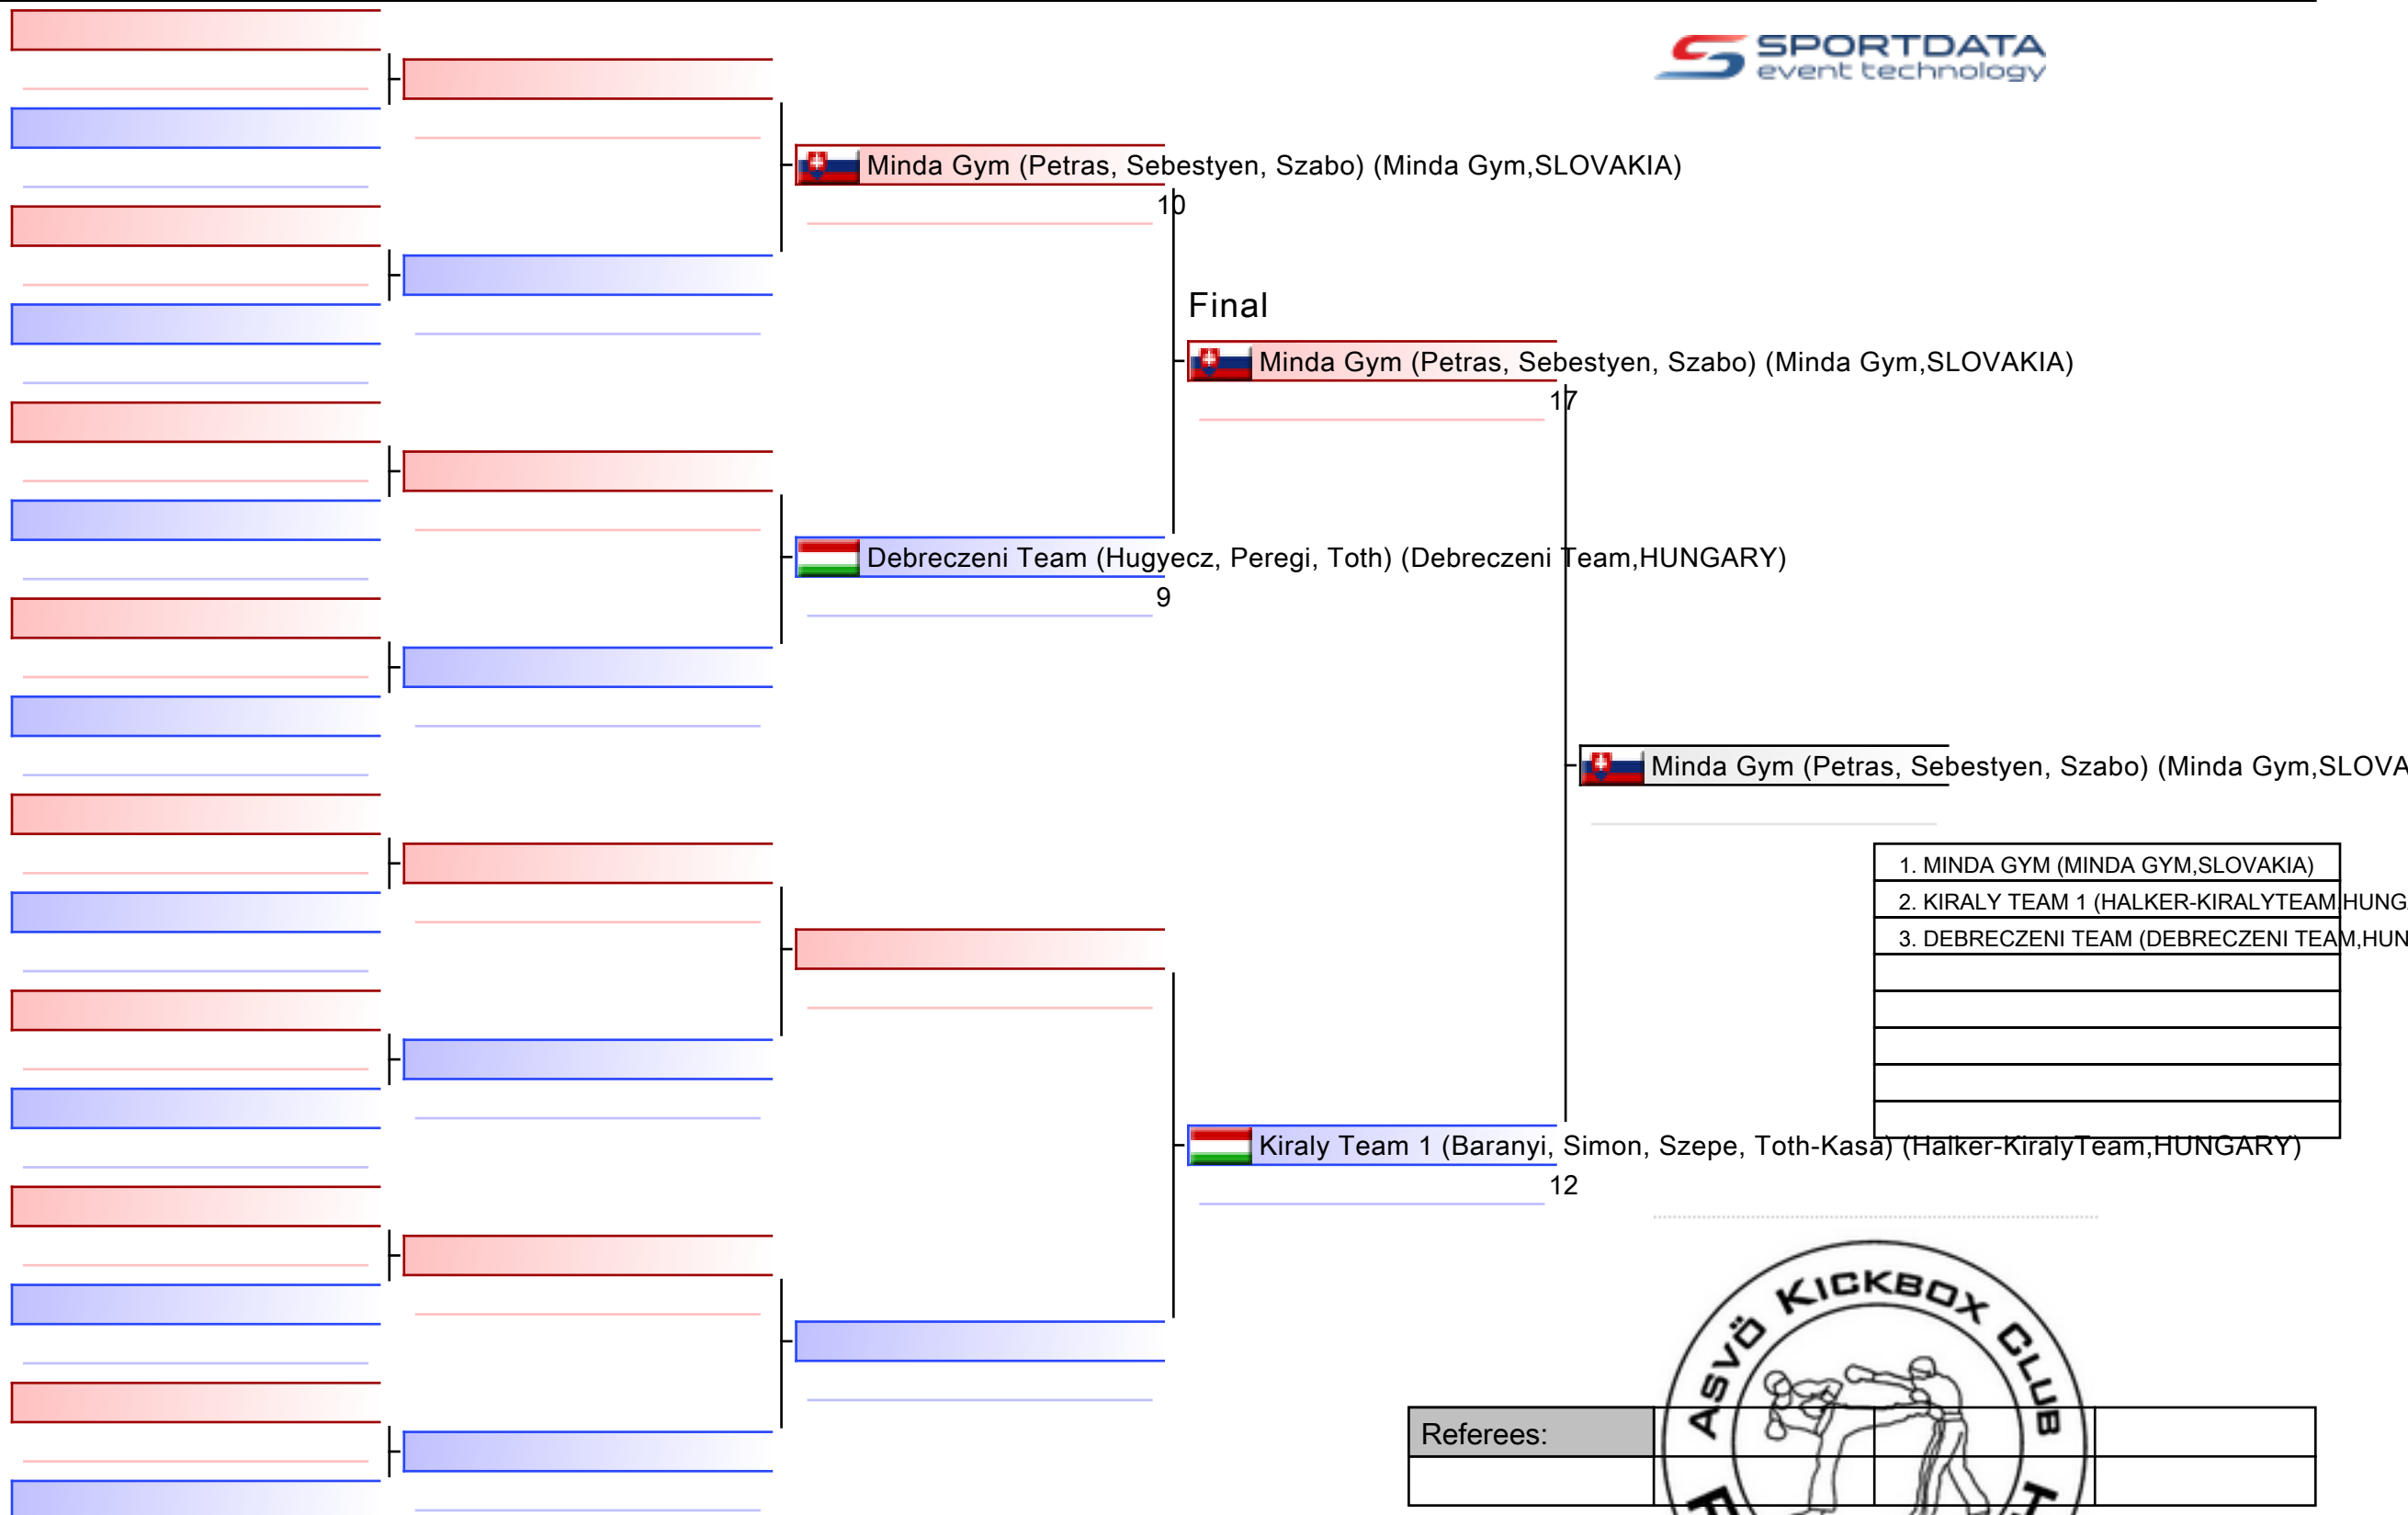 SPORTDATA
event technology
Minda Gym (Petras, Sebestyen, Szabo) (Minda Gym,SLOVAKIA)
10
Final
Minda Gym (Petras, Sebestyen, Szabo) (Minda Gym,SLOVAKIA)
17
Debreczeni Team (Hugyecz, Peregi, Toth) (Debreczeni Team,HUNGARY)
9
Minda Gym (Petras, Sebestyen, Szabo) (Minda Gym,SLOVA
1. MINDA GYM (MINDA GYM,SLOVAKIA)
2. KIRALY TEAM 1 (HALKER-KIRALYTEAM,HUNG
3. DEBRECZENI TEAM (DEBRECZENI TEAM,HUN
Kiraly Team 1 (Baranyi, Simon, Szepe, Toth-Kasa) (Halker-KiralyTeam,HUNGARY)
12
ASVÖ KICKBOX CLUB
Referees: